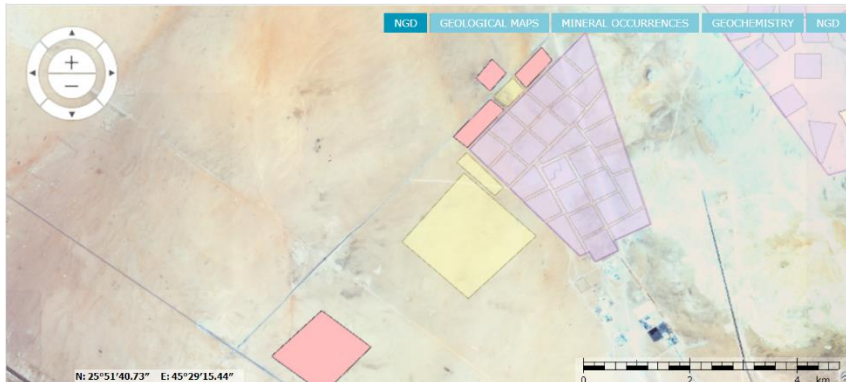 NGD GEOLOGICAL MAPS MINERAL OCCURRENCES GEOCHEMISTRY NGD
N: 25°51'40.73" E: 45°29'15.44"
0 2 4 km